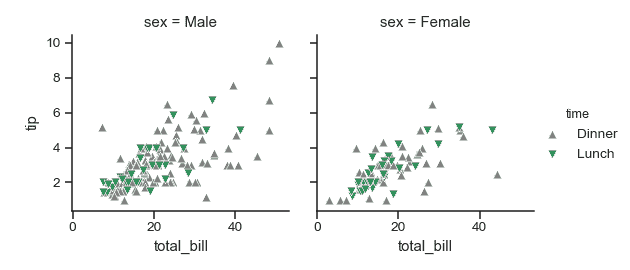 sex = Male
sex = Female
10
8
6
4
2
tip
0
20
40
total_bill
0
20
40
total_bill
time
Dinner
Lunch